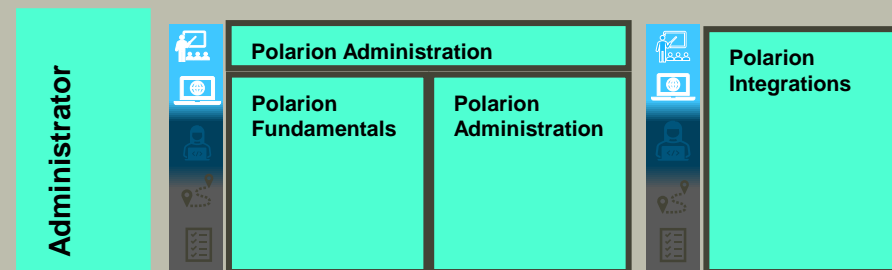 Administrator
Polarion Administration
Polarion
Fundamentals
Polarion
Administration
Polarion
Integrations